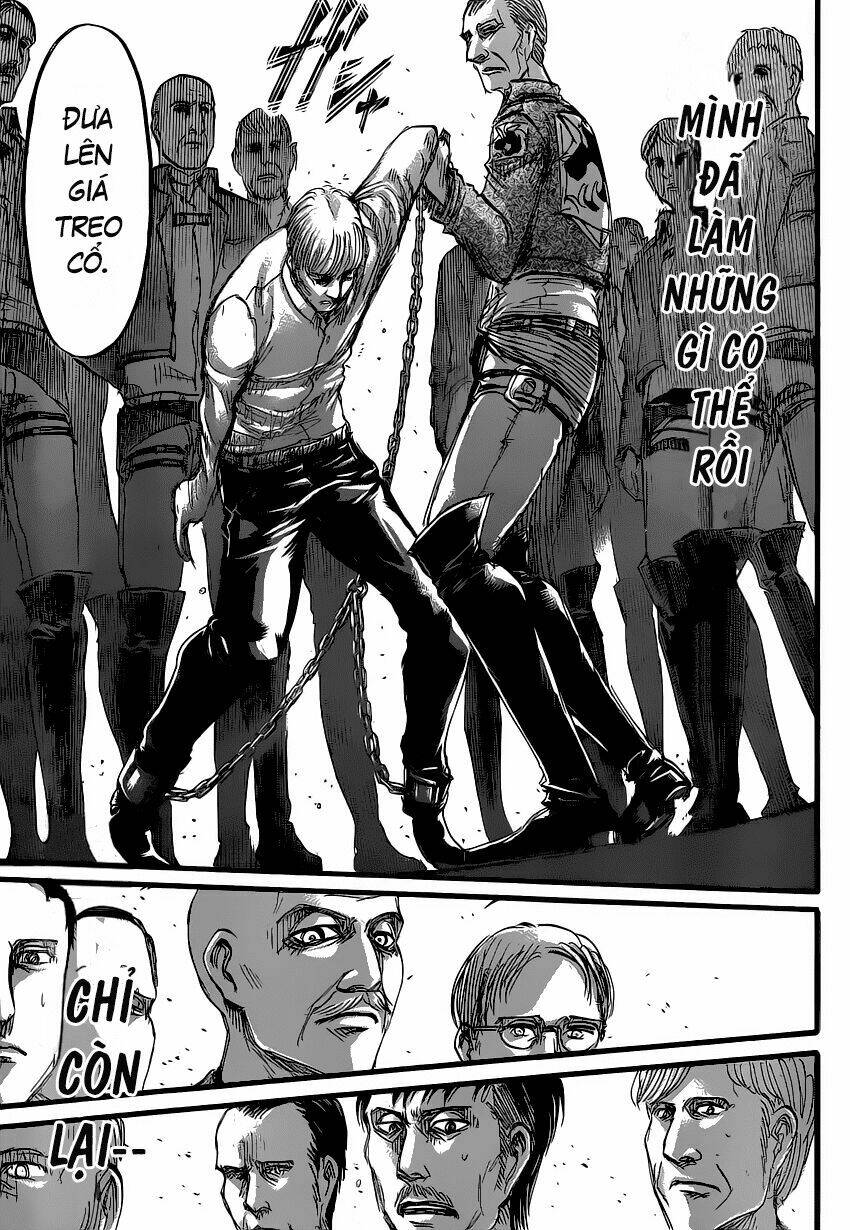 ĐƯA
LÊN
GIÁ
TREO
CỔ.
MÌNH
ĐÃ
LÀM
NHỮNG
GÌ CÓ
THỂ
RỒI
CHỈ
CÒN
LẠI--